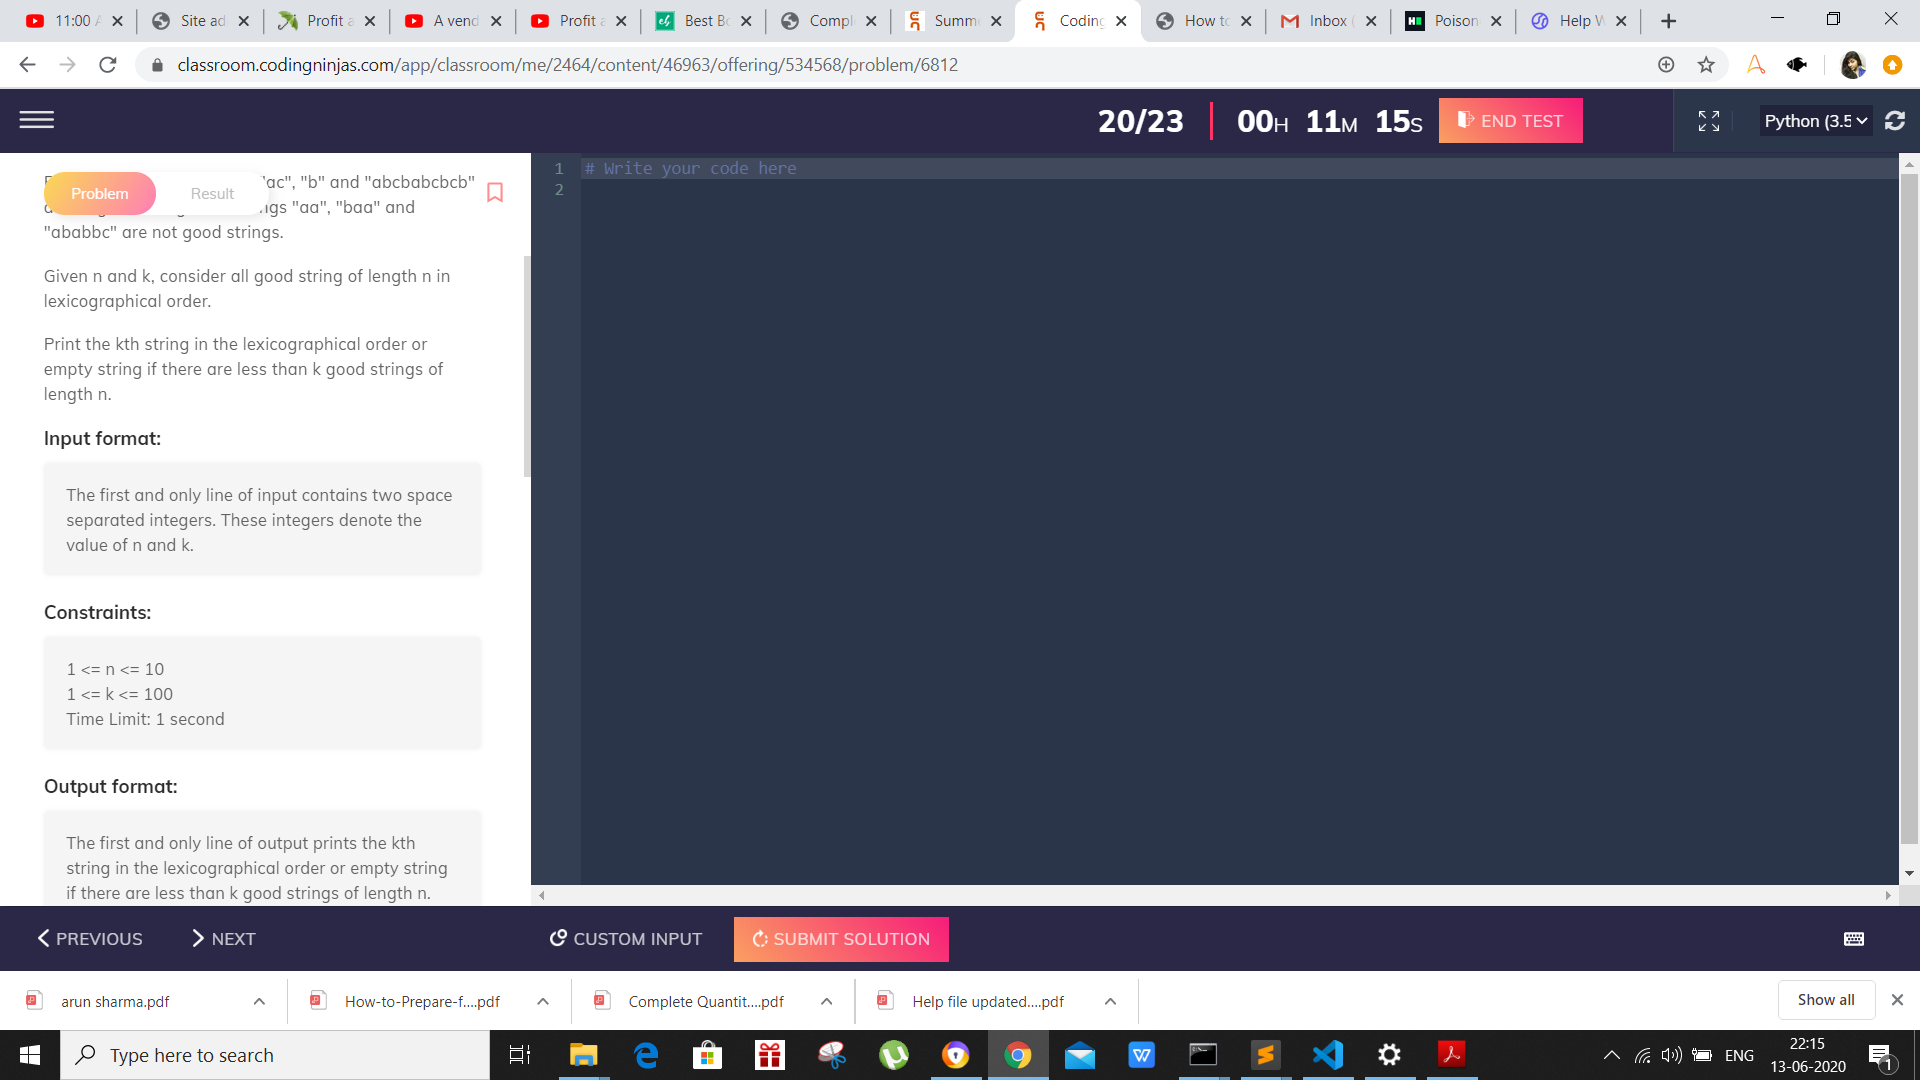 11:00 A
Site ad
Profit a
A vend
Profit a
Best Bo
Compl
Summe
Coding
How to
Inbox (
Poison
Help W
classroom.codingninjas.com/app/classroom/me/2464/content/46963/offering/534568/problem/6812
20/23
00H 11M 15S
END TEST
Python (3.5
Problem
Result
ac", "b" and "abcbabcbcb"
gs "aa", "baa" and
"ababbc" are not good strings.
Given n and k, consider all good string of length n in
lexicographical order.
Print the kth string in the lexicographical order or
empty string if there are less than k good strings of
length n.
Input format:
The first and only line of input contains two space
separated integers. These integers denote the
value of n and k.
Constraints:
1 <= n <= 10
1 <= k <= 100
Time Limit: 1 second
Output format:
The first and only line of output prints the kth
string in the lexicographical order or empty string
if there are less than k good strings of length n.
1 # Write your code here
2
PREVIOUS
NEXT
CUSTOM INPUT
SUBMIT SOLUTION
arun sharma.pdf
How-to-Prepare-f....pdf
Complete Quantit....pdf
Help file updated....pdf
Show all
Type here to search
ENG
22:15
13-06-2020
1